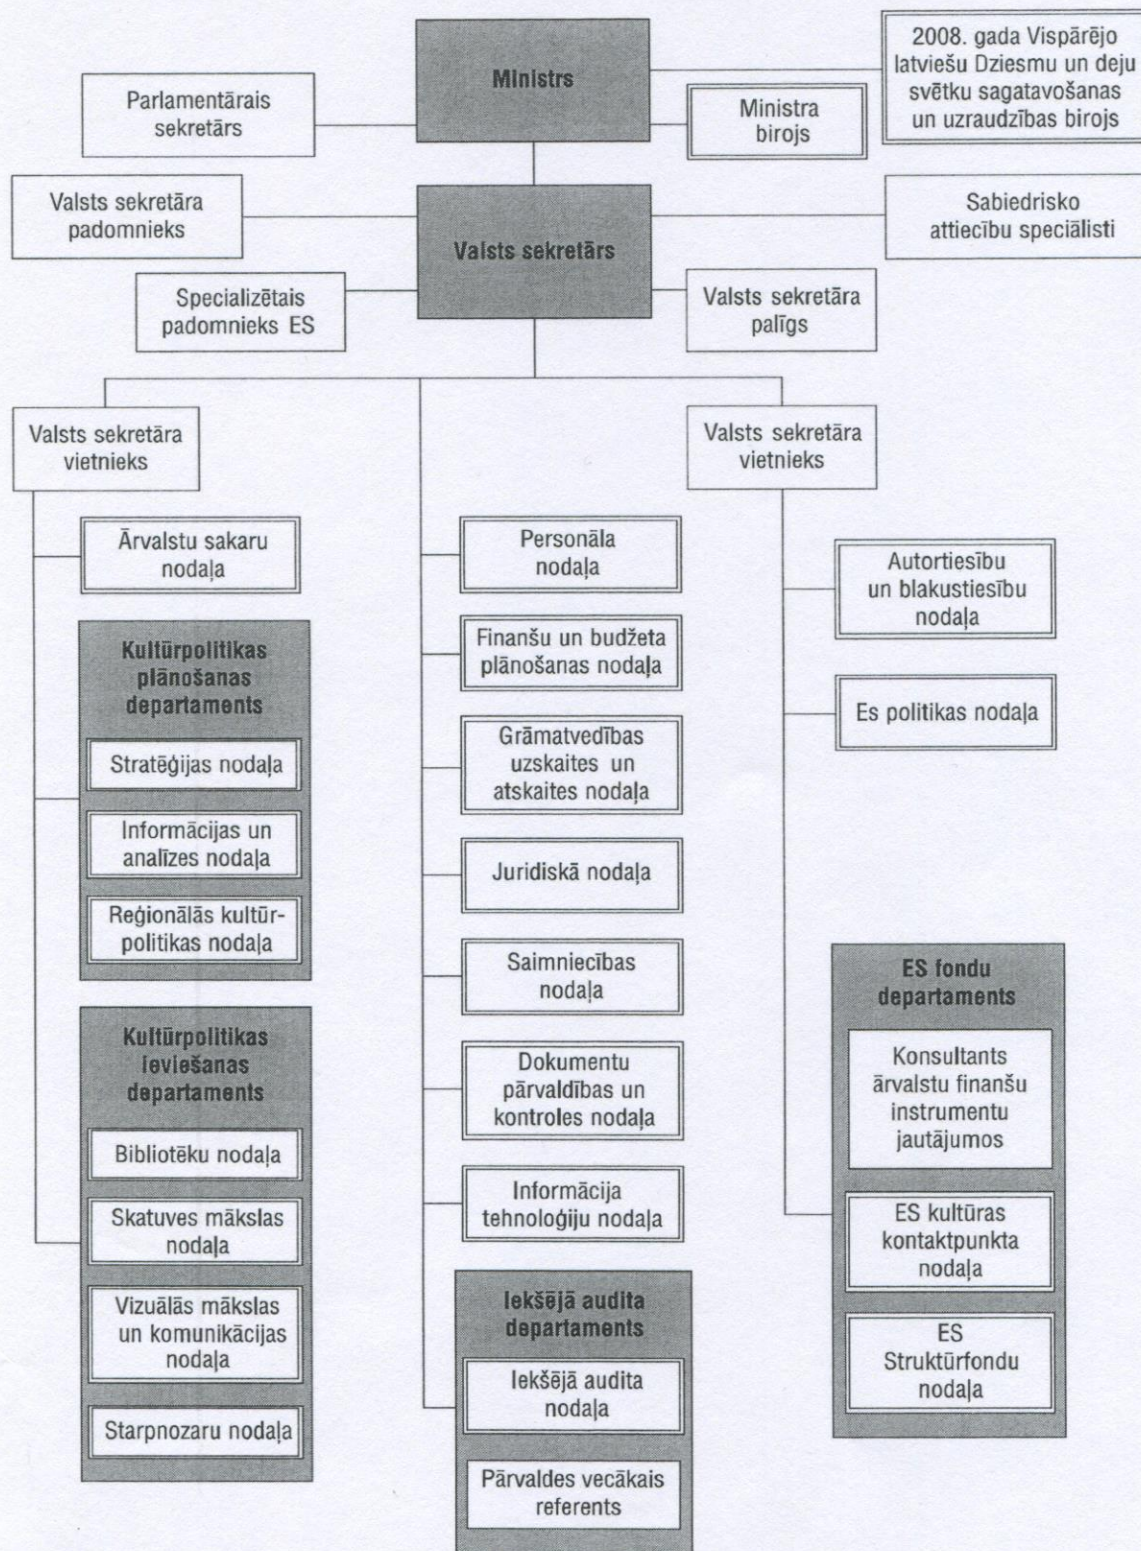 Ministrs
2008. gada Vispārējo
latviešu Dziesmu un deju
svētku sagatavošanas
un uzraudzības birojs
Parlamentārais
sekretārs
Ministra
birojs
Valsts sekretāra
padomnieks
Valsts sekretārs
Sabiedrisko
attiecību speciālisti
Specializētais
padomnieks ES
Valsts sekretāra
palīgs
Valsts sekretāra
vietnieks
Valsts sekretāra
vietnieks
Ārvalstu sakaru
nodaļa
Kultūrpolitikas
plānošanas
departaments
Stratēģijas nodaļa
Informācijas un
analīzes nodaļa
Reģionālās kultūr-
politikas nodaļa
Kultūrpolitikas
ieviešanas
departaments
Bibliotēku nodaļa
Skatuves mākslas
nodaļa
Vizuālās mākslas
un komunikācijas
nodaļa
Starpnozaru nodaļa
Personāla
nodaļa
Finanšu un budžeta
plānošanas nodaļa
Grāmatvedības
uzskaites un
atskaites nodaļa
Juridiskā nodaļa
Saimniecības
nodaļa
Dokumentu
pārvaldības un
kontroles nodaļa
Informācija
tehnoloģiju nodaļa
Iekšējā audita
departaments
Iekšējā audita
nodaļa
Pārvaldes vecākais
referents
Autortiesību
un blakustiesību
nodaļa
Es politikas nodaļa
ES fondu
departaments
Konsultants
ārvalstu finanšu
instrumentu
jautājumos
ES kultūras
kontaktpunkta
nodaļa
ES
Struktūrfondu
nodaļa